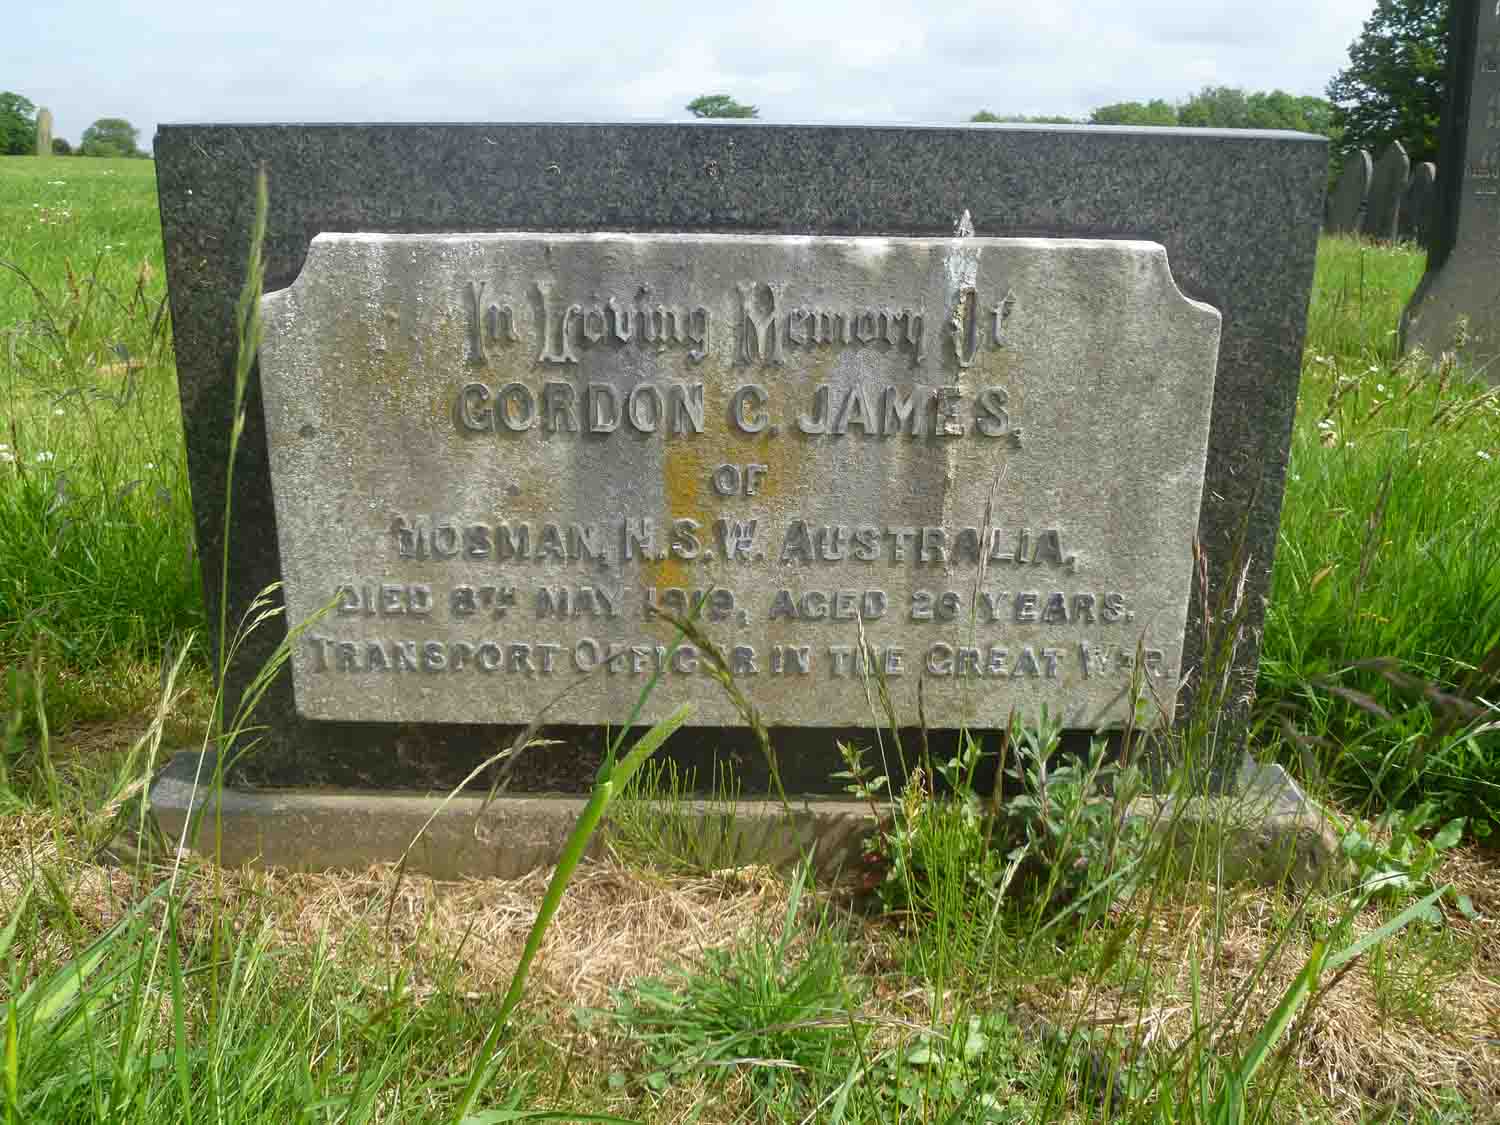 In Loving Memory Of
GORDON C. JAMES,
OF
MOSMAN, N.S.W. AUSTRALIA,
DIED 8TH MAY 1919, AGED 26 YEARS.
TRANSPORT OFFICER IN THE GREAT WAR.